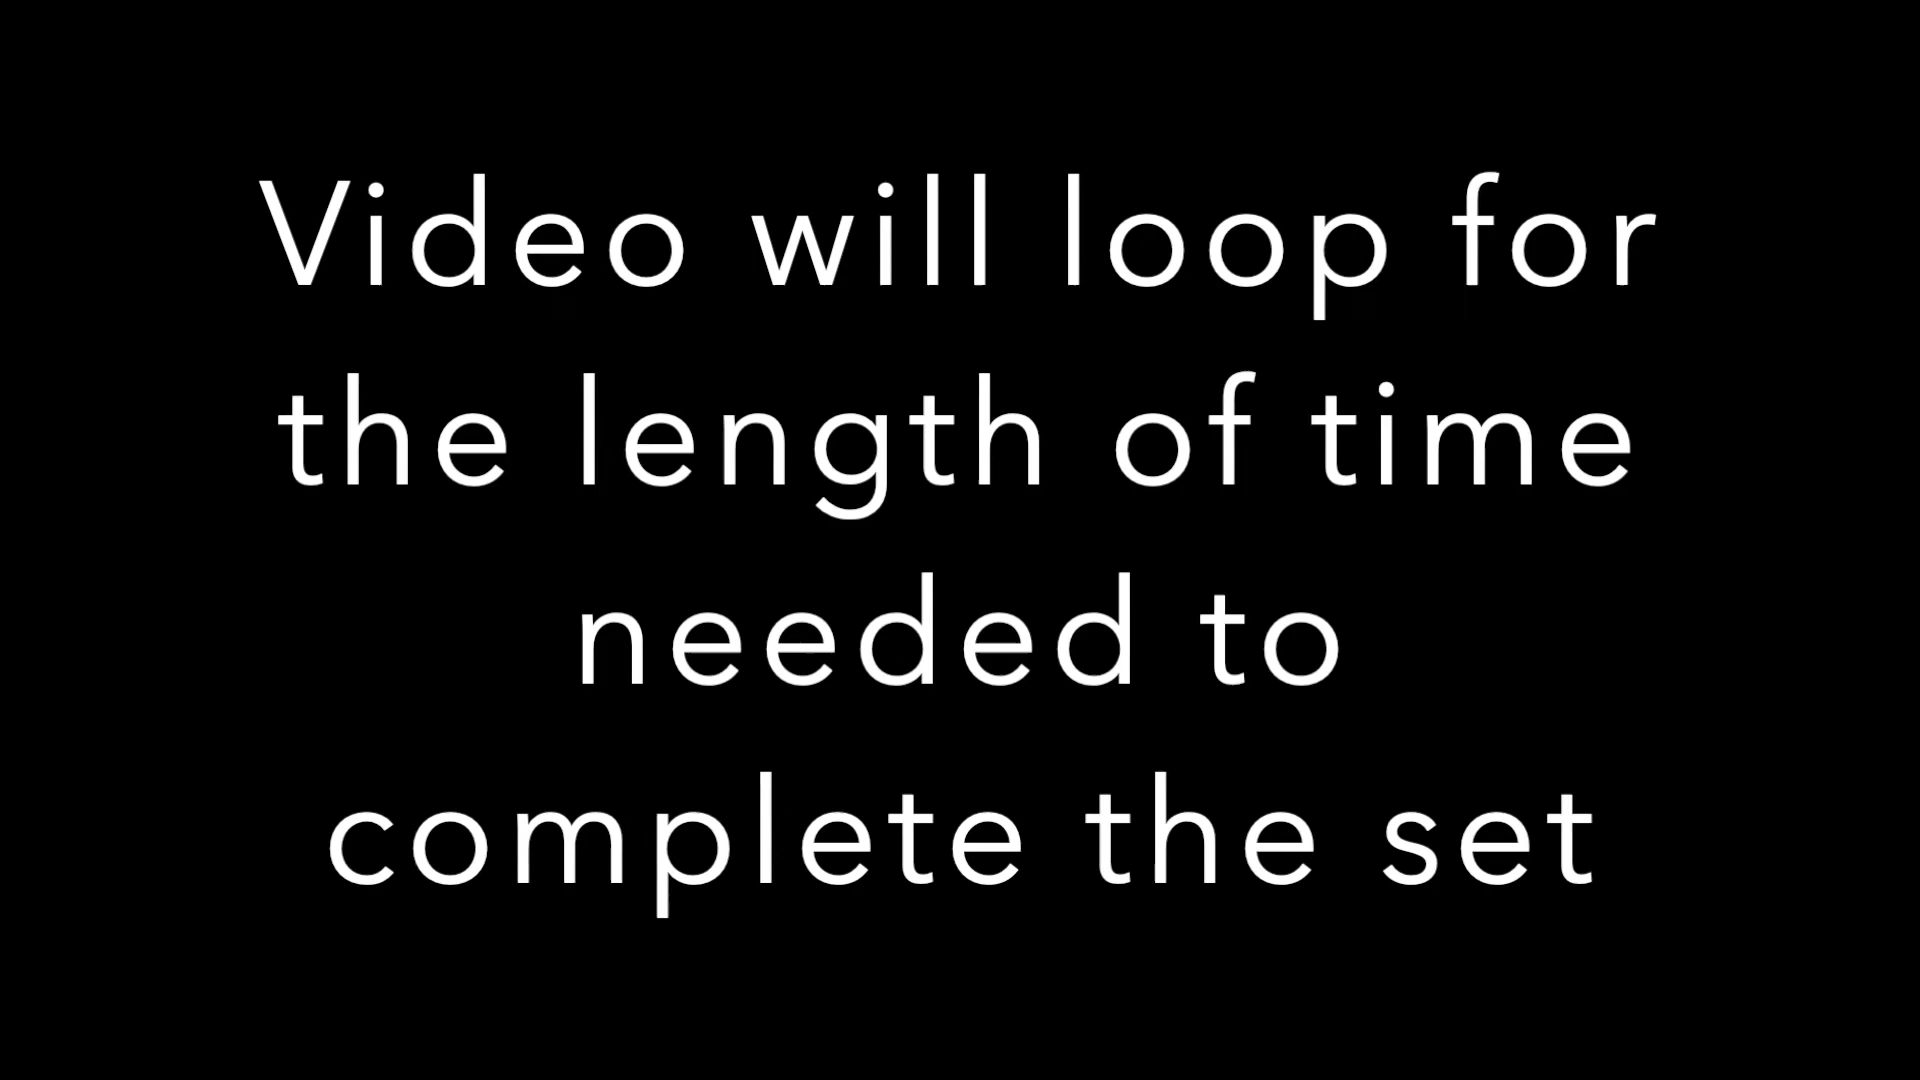 Video will loop for
the length of time
needed to
complete the set